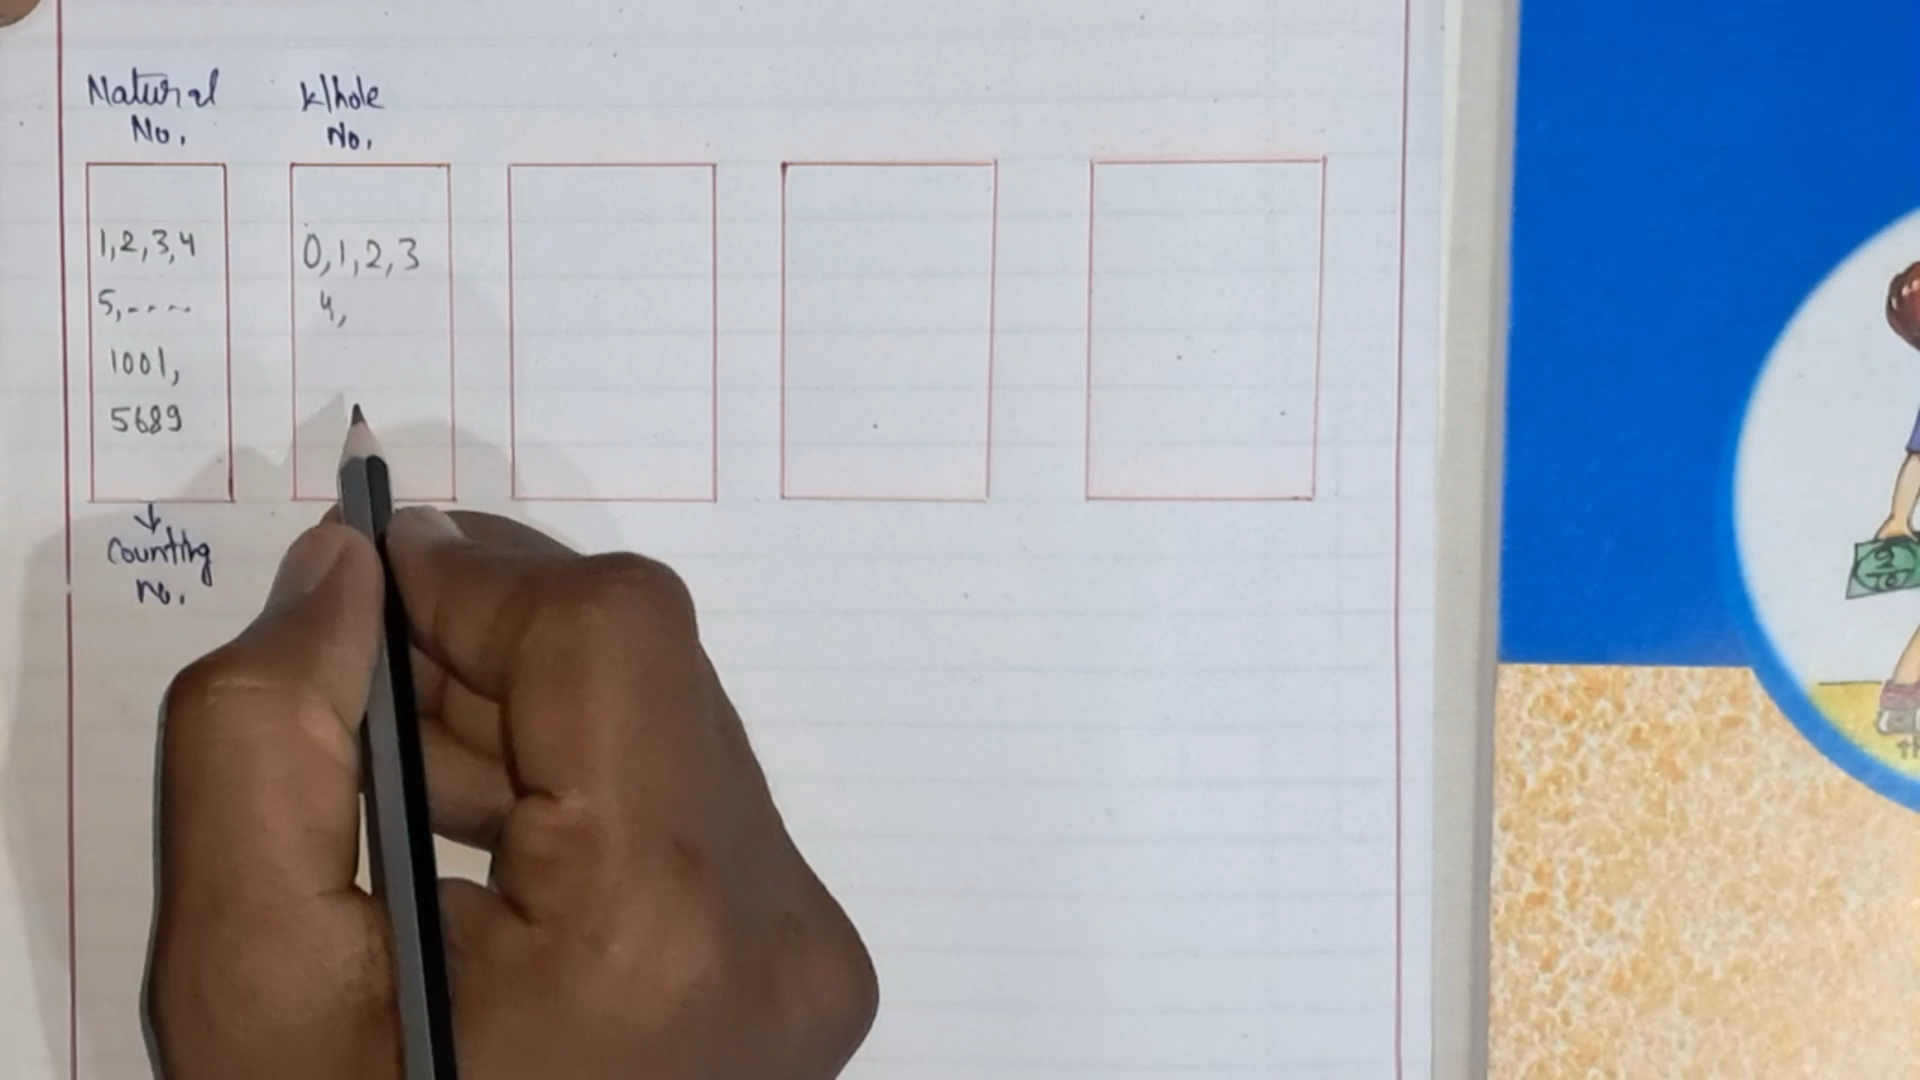 Natural
No.
Whole
No.
1,2,3,4
5,----
1001,
5689
0,1,2,3
4,
↓
Counting
no.